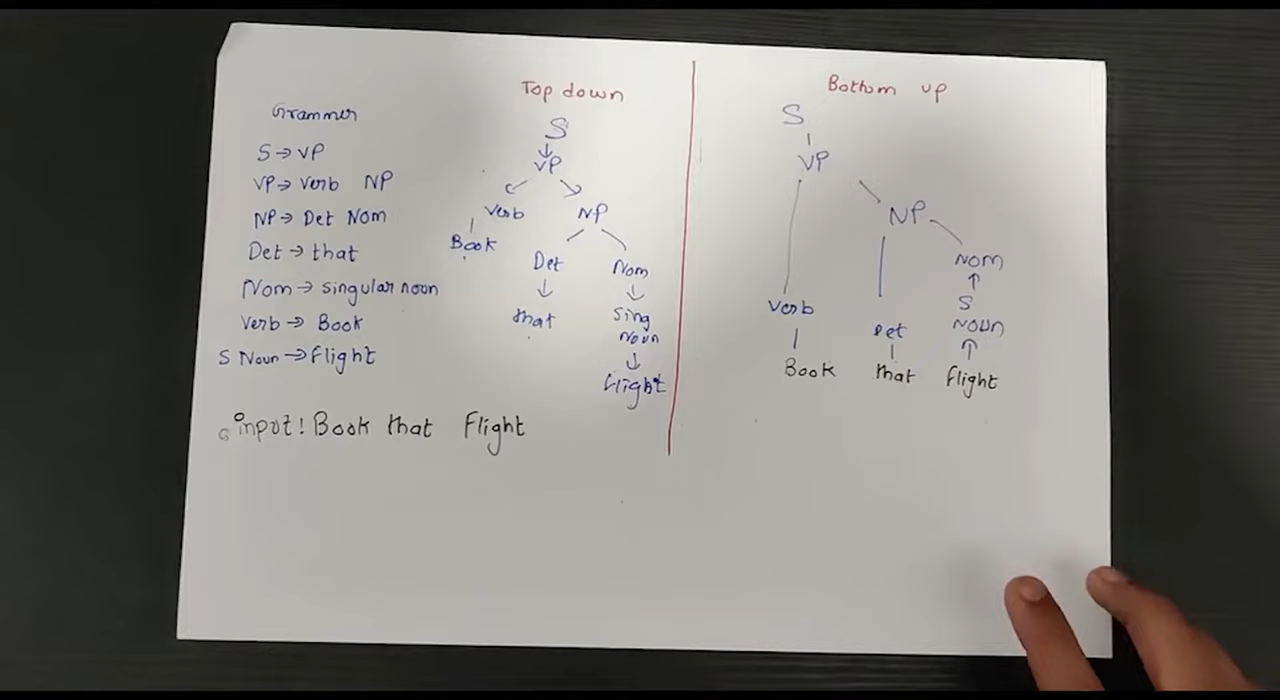 Grammer
S → VP
VP → Verb NP
NP → Det Nom
Det → that
Nom → singular noun
Verb → Book
S Noun → Flight
input! Book that Flight
Top down
S
VP
Verb NP
Book
Det Nom
that Sing
Noun
Flight
Bottom up
S
VP
NP
Nom
S
Verb
Det Noun
Book that flight